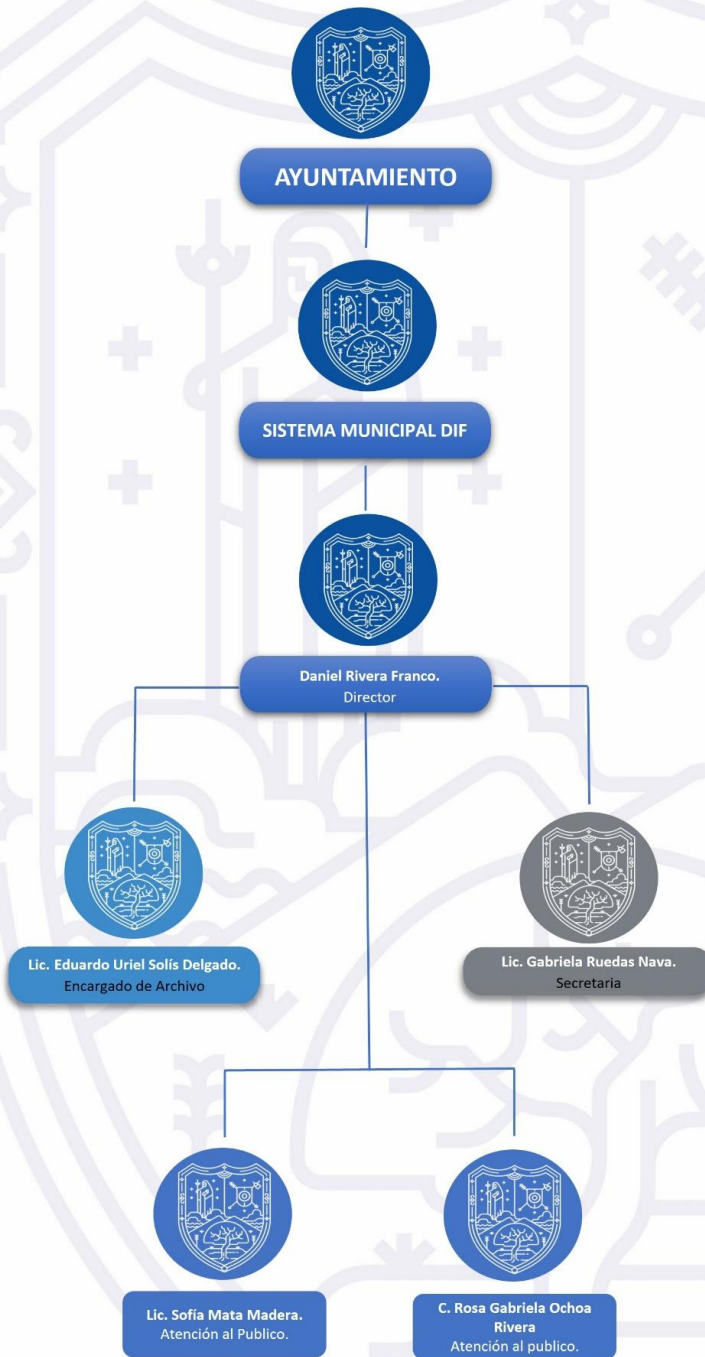 AYUNTAMIENTO
SISTEMA MUNICIPAL DIF
Daniel Rivera Franco.
Director
Lic. Eduardo Uriel Solís Delgado.
Encargado de Archivo
Lic. Gabriela Ruedas Nava.
Secretaria
Lic. Sofía Mata Madera.
Atención al Publico.
C. Rosa Gabriela Ochoa
Rivera
Atención al publico.